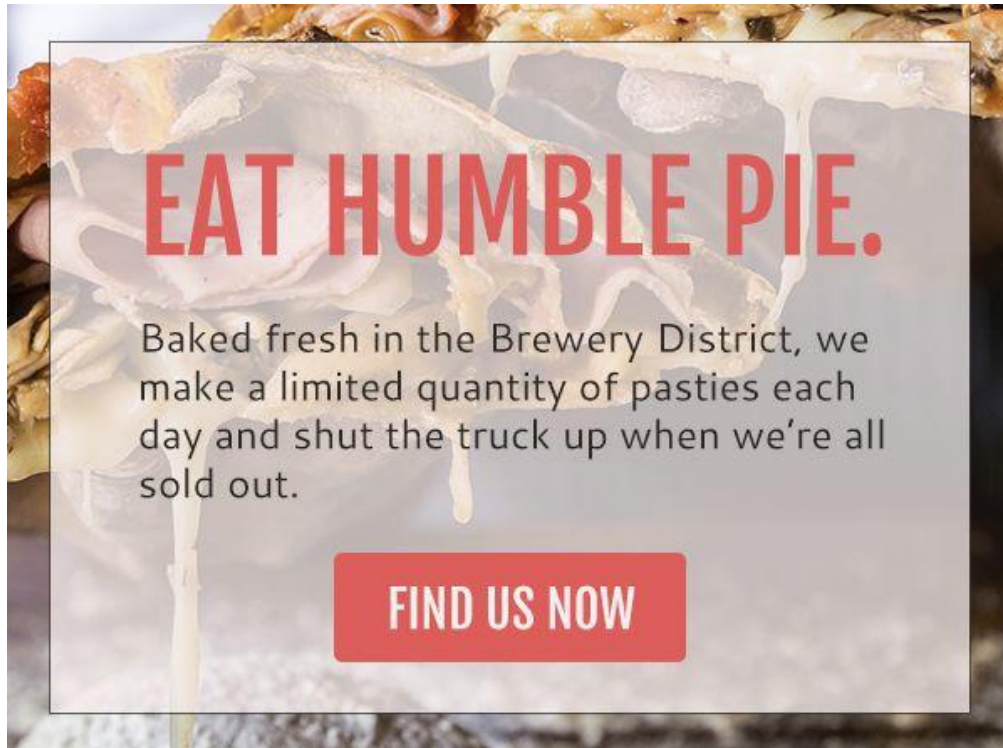 EAT HUMBLE PIE.
Baked fresh in the Brewery District, we
make a limited quantity of pasties each
day and shut the truck up when we’re all
sold out.
FIND US NOW